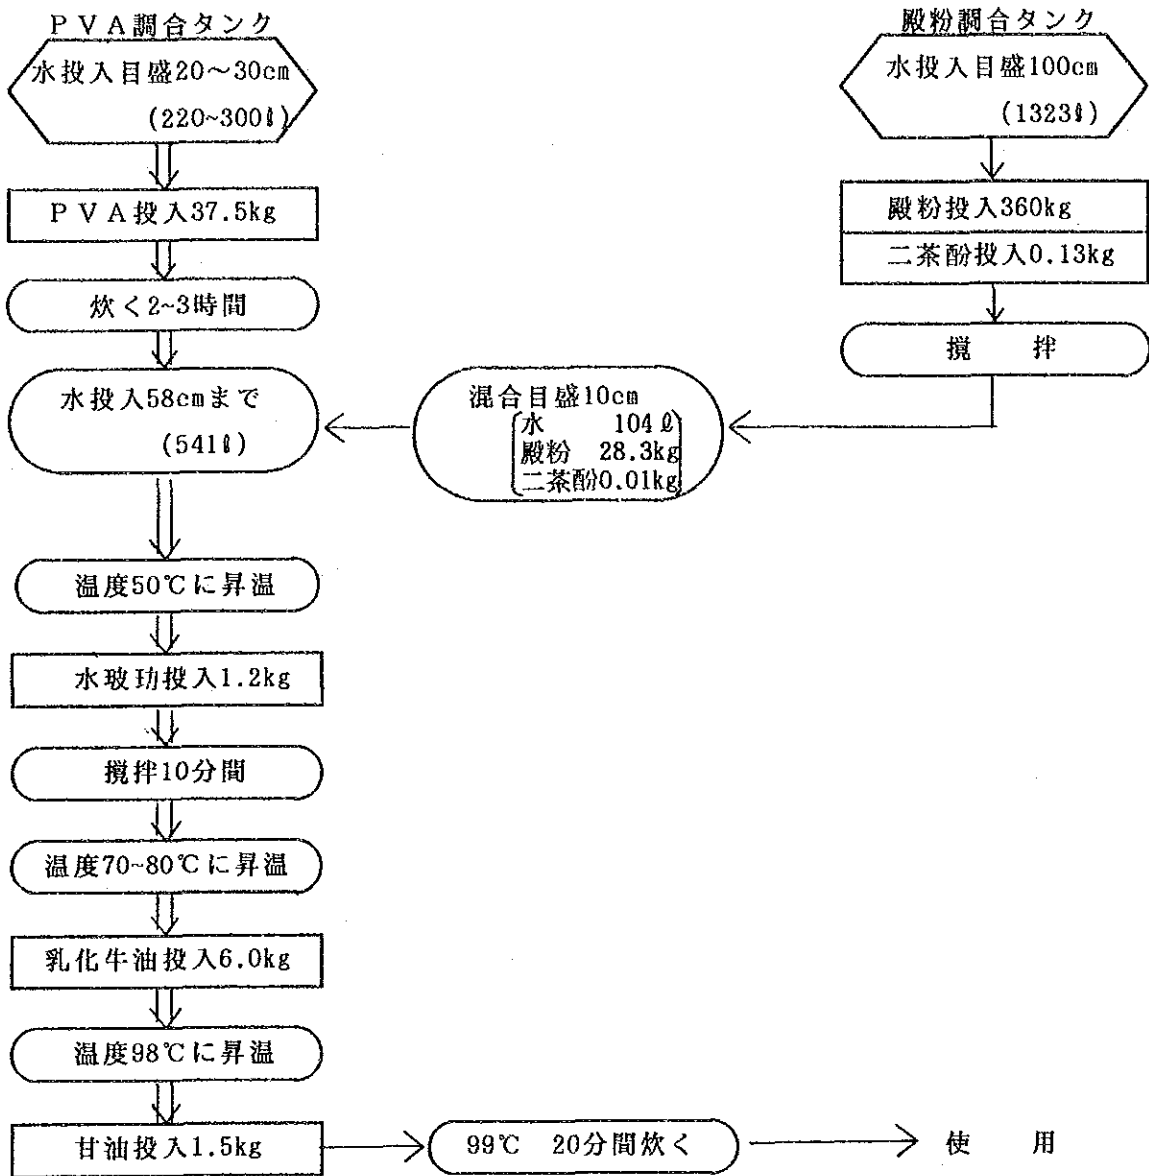 ＰＶＡ調合タンク
水投入目盛20～30cm
(220~300ℓ)
ＰＶＡ投入37.5kg
炊く2~3時間
水投入58cmまで
(541ℓ)
温度50℃に昇温
水玻玏投入1.2kg
攪拌10分間
温度70~80℃に昇温
乳化牛油投入6.0kg
温度98℃に昇温
甘油投入1.5kg
99℃ 20分間炊く
使 用
殿粉調合タンク
水投入目盛100cm
(1323ℓ)
殿粉投入360kg
二茶酚投入0.13kg
攪 拌
混合目盛10cm
水 104ℓ
殿粉 28.3kg
二茶酚0.01kg